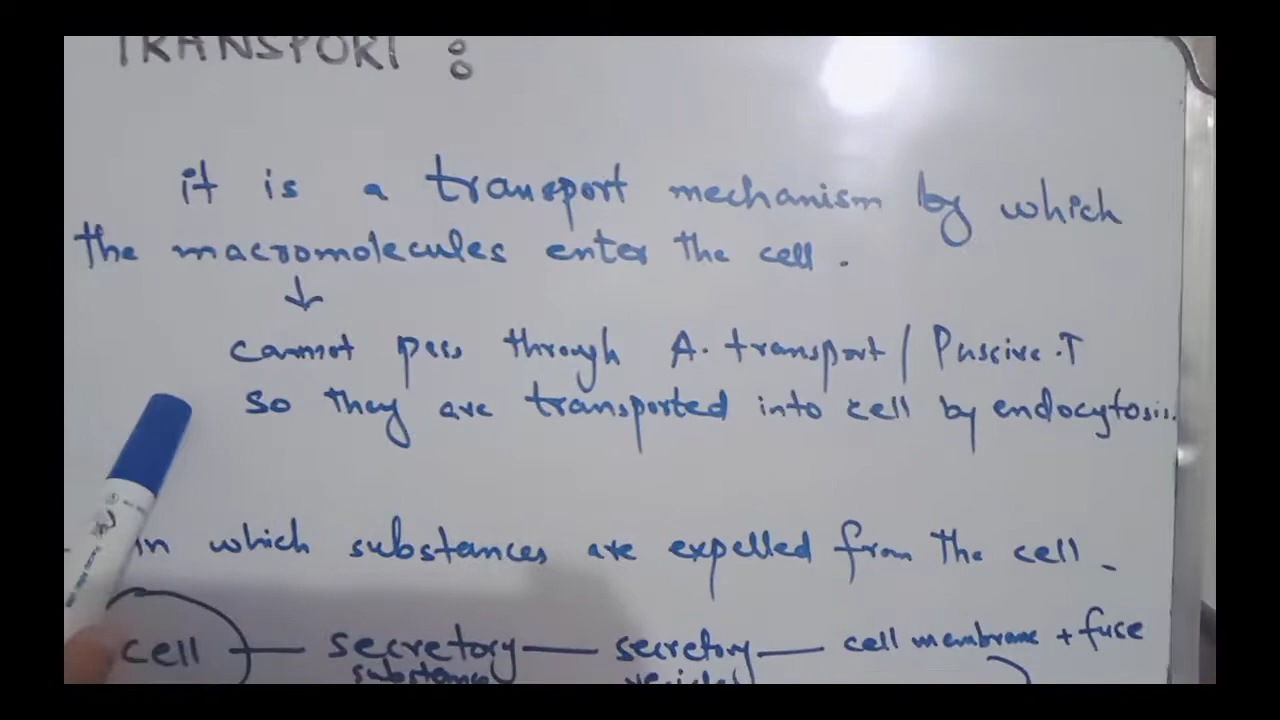 TRANSPORT :
it is a transport mechanism by which
the macromolecules enter the cell .
↓
cannot pass through A. transport / Passive .T
so they are transported into cell by endocytosis.
in which substances are expelled from the cell .
cell — secretory — secretory — cell membrane + fuse
substance vesicles